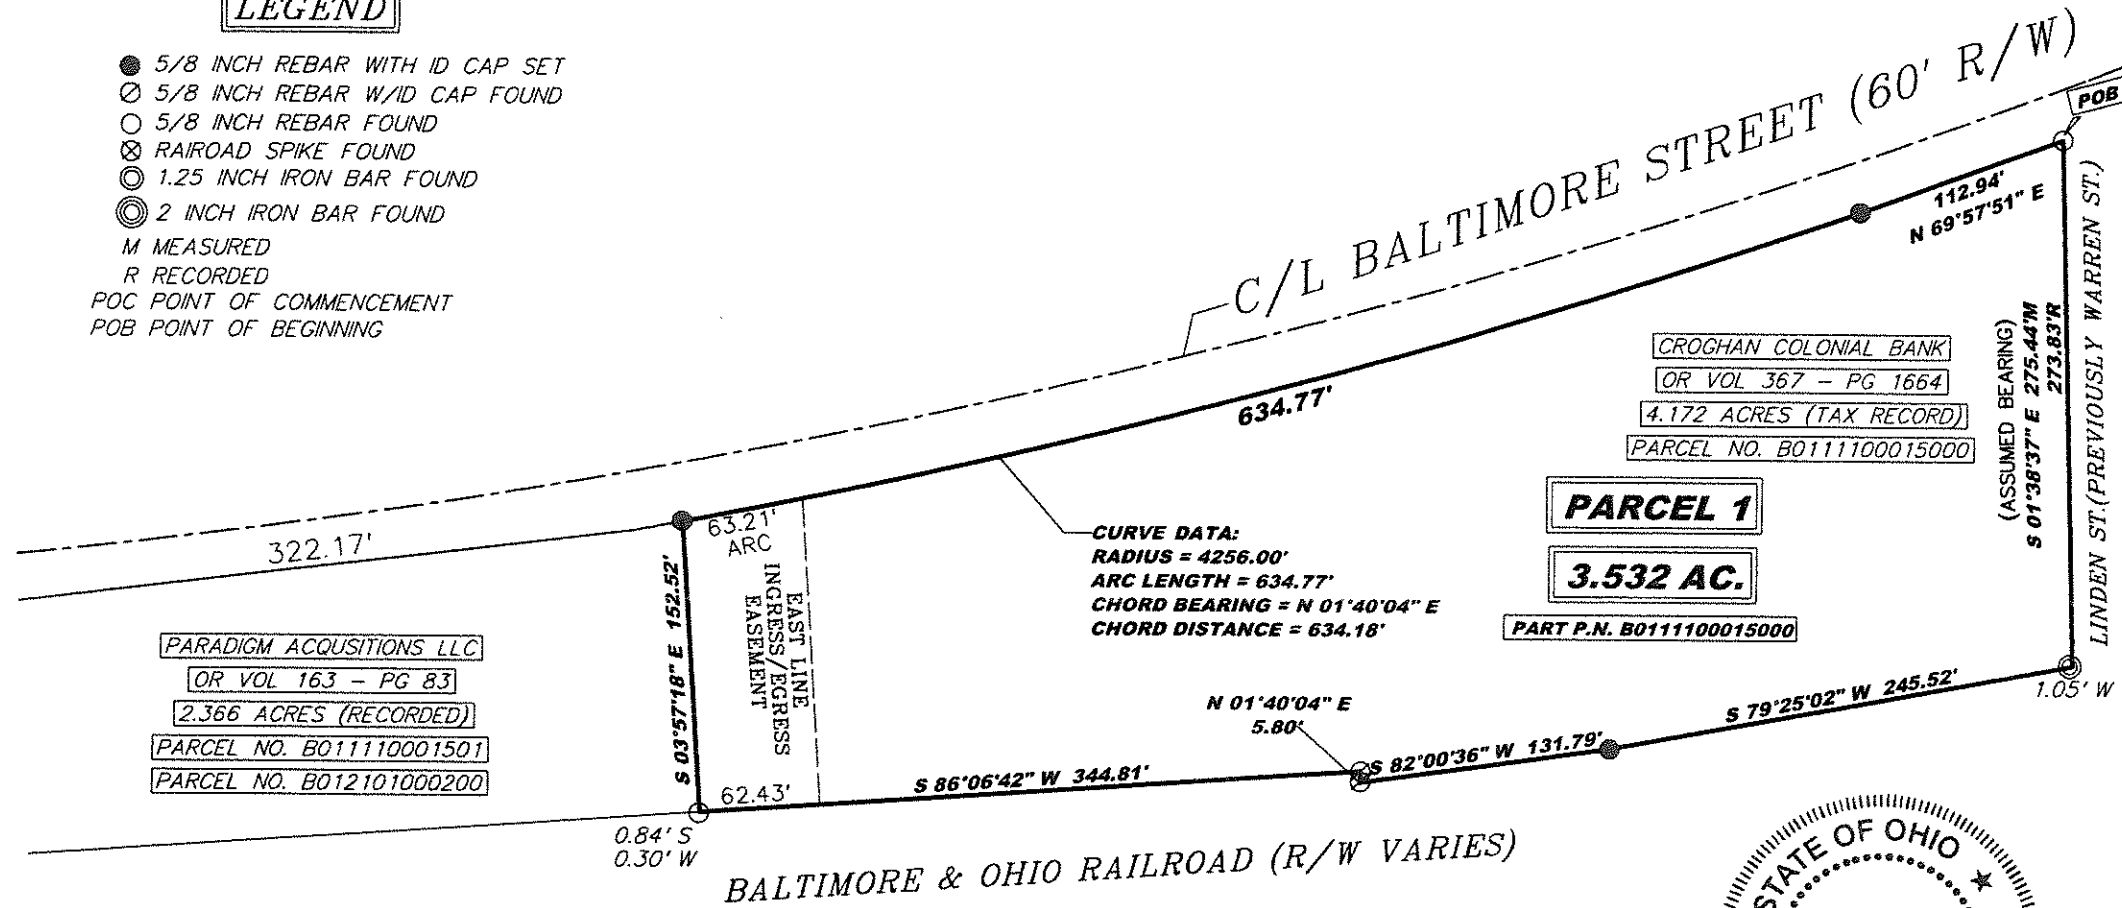 LEGEND
5/8 INCH REBAR WITH ID CAP SET
5/8 INCH REBAR W/ID CAP FOUND
5/8 INCH REBAR FOUND
RAIROAD SPIKE FOUND
1.25 INCH IRON BAR FOUND
2 INCH IRON BAR FOUND
M MEASURED
R RECORDED
POC POINT OF COMMENCEMENT
POB POINT OF BEGINNING
C/L BALTIMORE STREET (60' R/W)
POB
112.94'
N 69°57'51" E
634.77'
322.17'
63.21'
ARC
CROGHAN COLONIAL BANK
OR VOL 367 - PG 1664
4.172 ACRES (TAX RECORD)
PARCEL NO. B0111100015000
PARCEL 1
3.532 AC.
PART P.N. B0111100015000
(ASSUMED BEARING)
S 01°38'37" E 275.44'M
273.83'R
LINDEN ST.(PREVIOUSLY WARREN ST.)
CURVE DATA:
RADIUS = 4256.00'
ARC LENGTH = 634.77'
CHORD BEARING = N 01°40'04" E
CHORD DISTANCE = 634.18'
S 03°57'18" E 152.52'
EAST LINE
INGRESS/EGRESS
EASEMENT
PARADIGM ACQUSITIONS LLC
OR VOL 163 - PG 83
2.366 ACRES (RECORDED)
PARCEL NO. B011110001501
PARCEL NO. B012101000200
N 01°40'04" E
5.80'
S 79°25'02" W 245.52'
1.05' W
S 82°00'36" W 131.79'
S 86°06'42" W 344.81'
62.43'
0.84' S
0.30' W
BALTIMORE & OHIO RAILROAD (R/W VARIES)
STATE OF OHIO